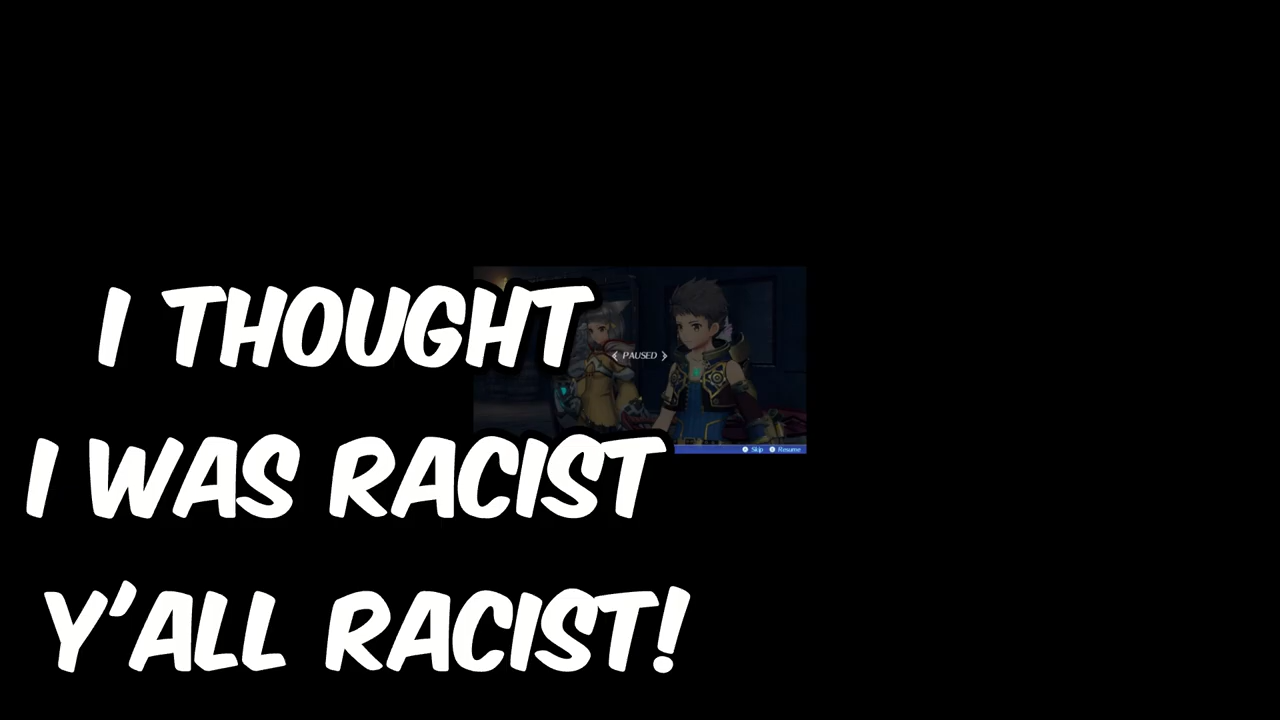 I THOUGHT
I WAS RACIST
Y'ALL RACIST!
PAUSED
Skip Resume